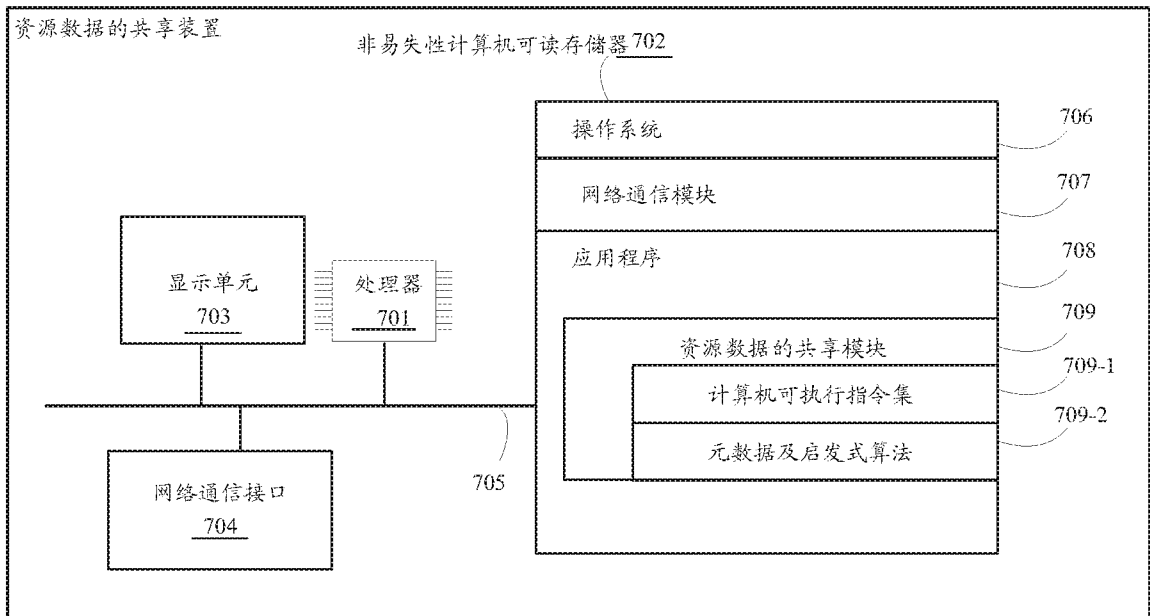 资源数据的共享装置
非易失性计算机可读存储器702
操作系统
706
网络通信模块
707
应用程序
708
显示单元
703
处理器
701
资源数据的共享模块
709
计算机可执行指令集
709-1
元数据及启发式算法
709-2
705
网络通信接口
704